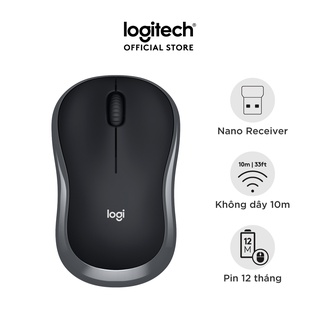 logitech
OFFICIAL STORE
logi
Nano Receiver
10m | 33ft
Không dây 10m
12
M
Pin 12 tháng